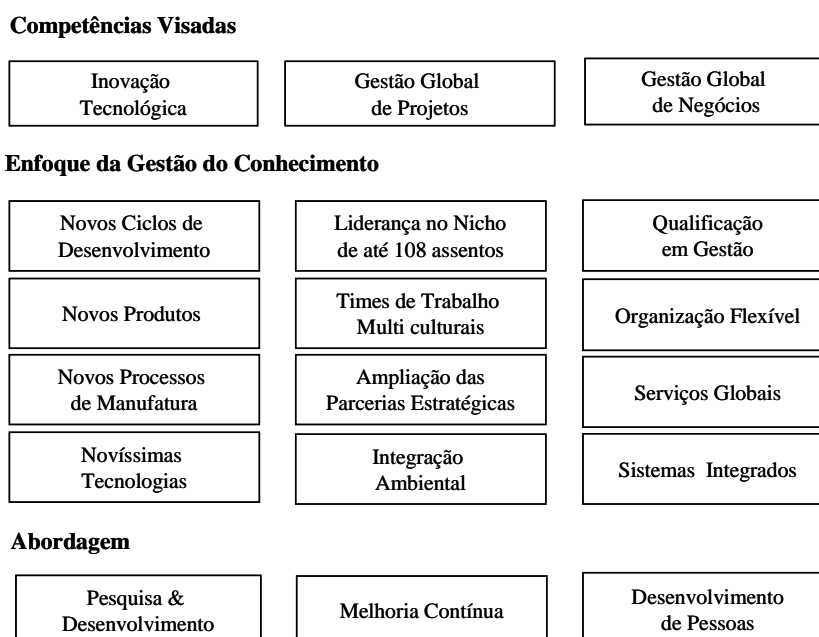 Competências Visadas
Inovação
Tecnológica
Gestão Global
de Projetos
Gestão Global
de Negócios
Enfoque da Gestão do Conhecimento
Novos Ciclos de
Desenvolvimento
Liderança no Nicho
de até 108 assentos
Qualificação
em Gestão
Novos Produtos
Times de Trabalho
Multi culturais
Organização Flexível
Novos Processos
de Manufatura
Ampliação das
Parcerias Estratégicas
Serviços Globais
Novíssimas
Tecnologias
Integração
Ambiental
Sistemas Integrados
Abordagem
Pesquisa &
Desenvolvimento
Melhoria Contínua
Desenvolvimento
de Pessoas